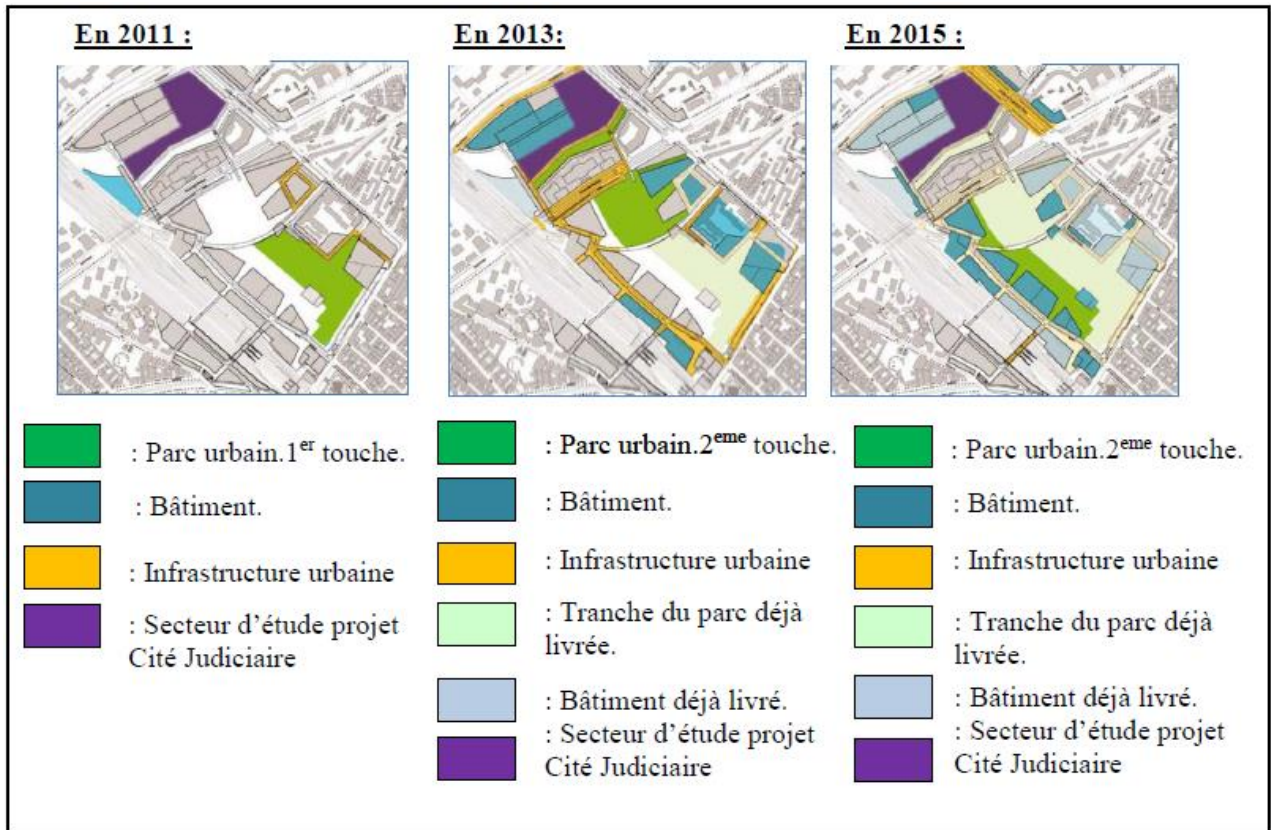 En 2011 :
En 2013:
En 2015 :
: Parc urbain.1er touche.
: Bâtiment.
: Infrastructure urbaine
: Secteur d’étude projet
Cité Judiciaire
: Parc urbain.2eme touche.
: Bâtiment.
: Infrastructure urbaine
: Tranche du parc déjà
livrée.
: Bâtiment déjà livré.
: Secteur d’étude projet
Cité Judiciaire
: Parc urbain.2eme touche.
: Bâtiment.
: Infrastructure urbaine
: Tranche du parc déjà
livrée.
: Bâtiment déjà livré.
: Secteur d’étude projet
Cité Judiciaire